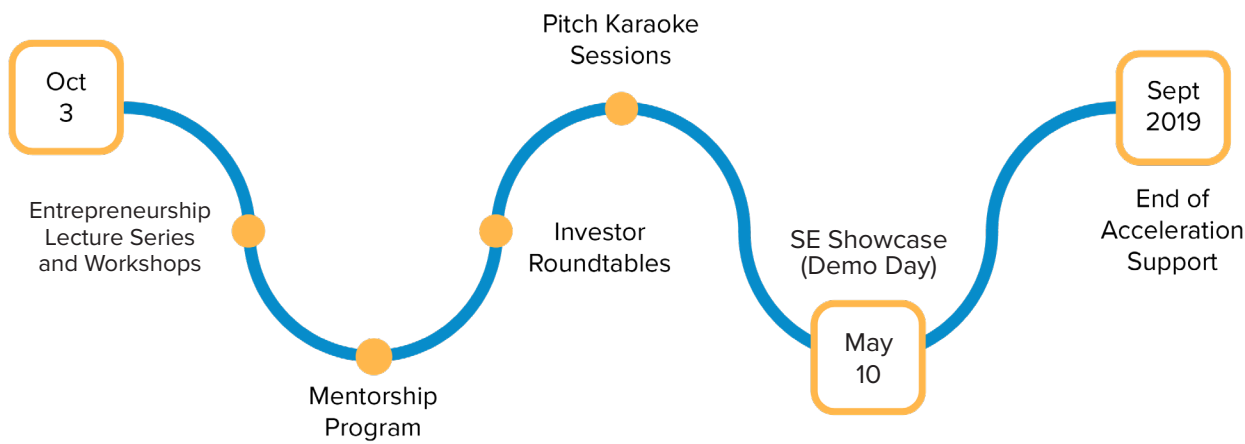 Oct
3
Entrepreneurship
Lecture Series
and Workshops
Mentorship
Program
Investor
Roundtables
Pitch Karaoke
Sessions
SE Showcase
(Demo Day)
May
10
Sept
2019
End of
Acceleration
Support